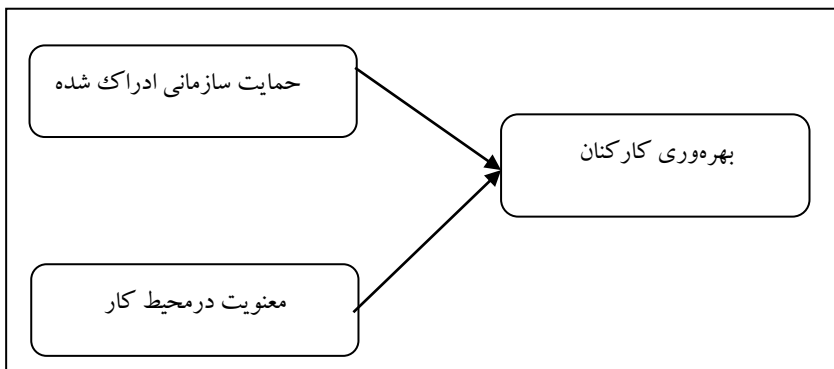 حمایت سازمانی ادراک شده
بهره‌وری کارکنان
معنویت درمحیط کار